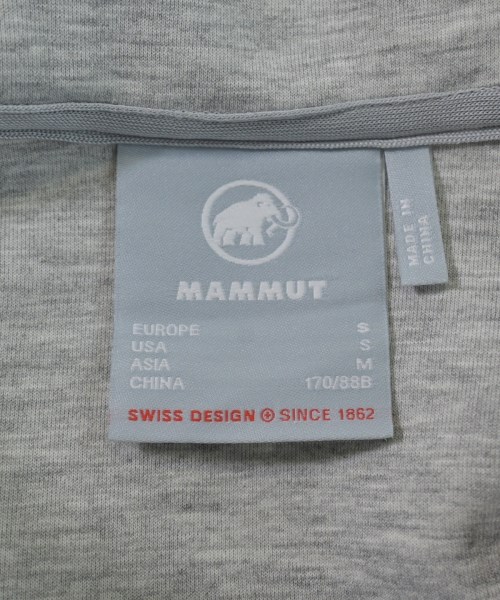 MAMMUT
EUROPE S
USA S
ASIA M
CHINA 170/88B
SWISS DESIGN SINCE 1862
MADE IN
CHINA